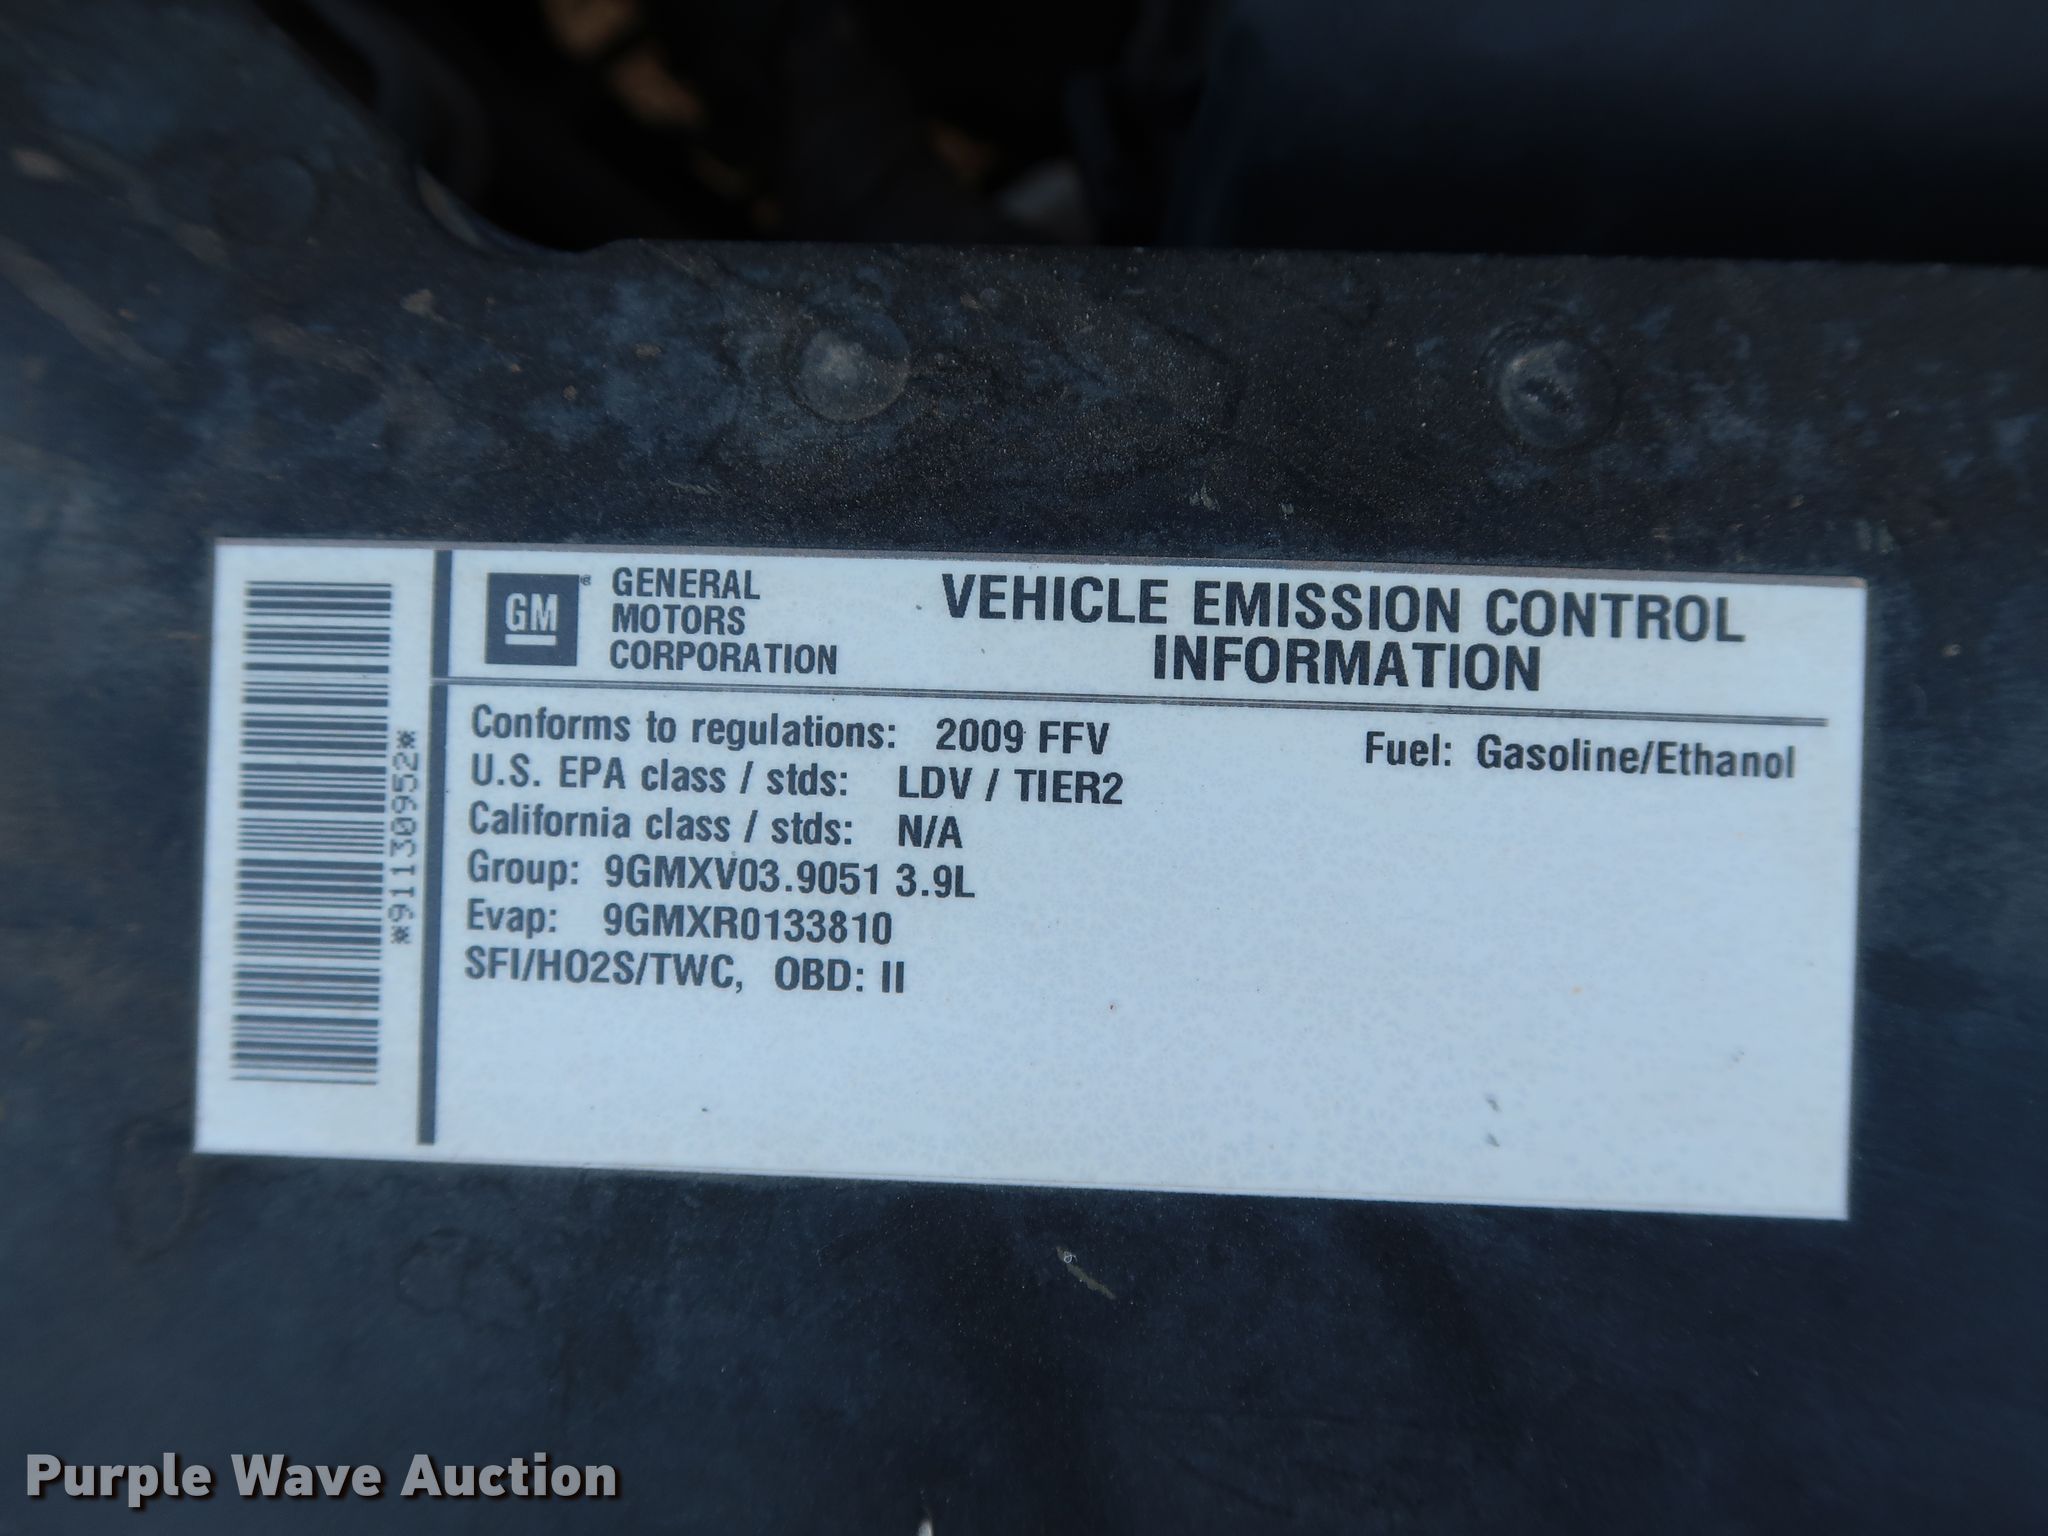 GM
GENERAL
MOTORS
CORPORATION
VEHICLE EMISSION CONTROL
INFORMATION
*91130952*
Conforms to regulations: 2009 FFV
Fuel: Gasoline/Ethanol
U.S. EPA class / stds: LDV / TIER2
California class / stds: N/A
Group: 9GMXV03.9051 3.9L
Evap: 9GMXR0133810
SFI/HO2S/TWC, OBD: II
Purple Wave Auction